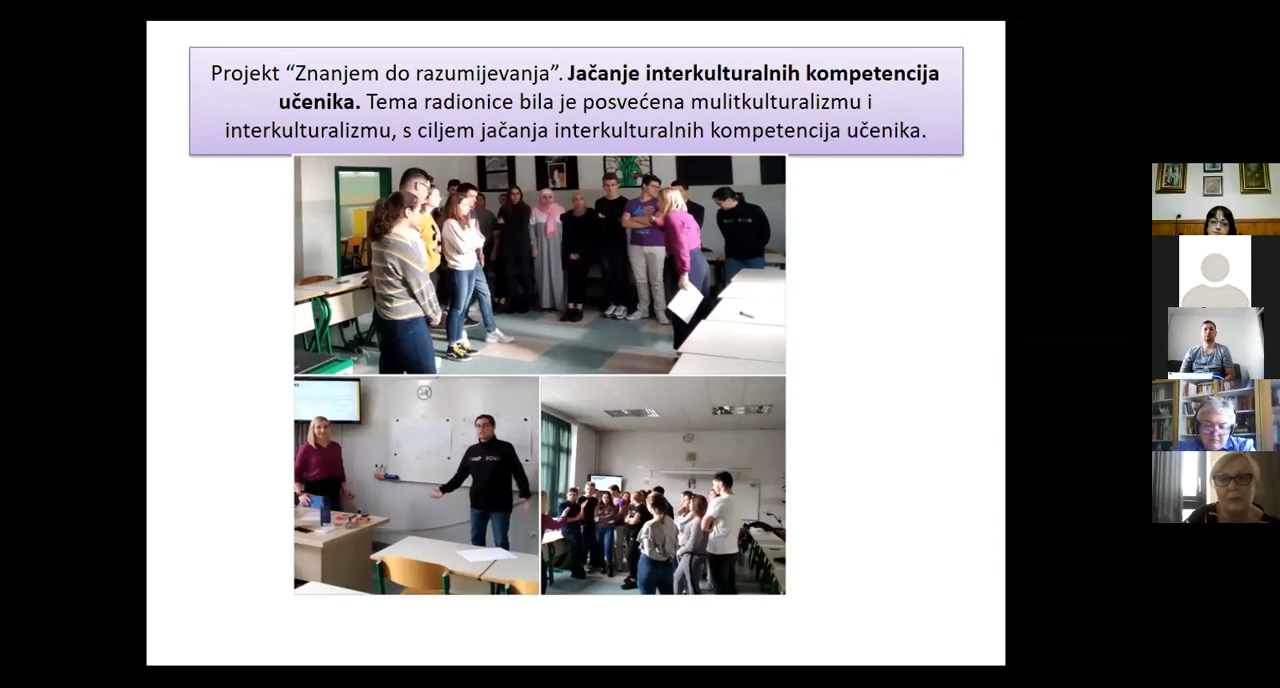 Projekt “Znanjem do razumijevanja”. Jačanje interkulturalnih kompetencija
učenika. Tema radionice bila je posvećena mulitkulturalizmu i
interkulturalizmu, s ciljem jačanja interkulturalnih kompetencija učenika.